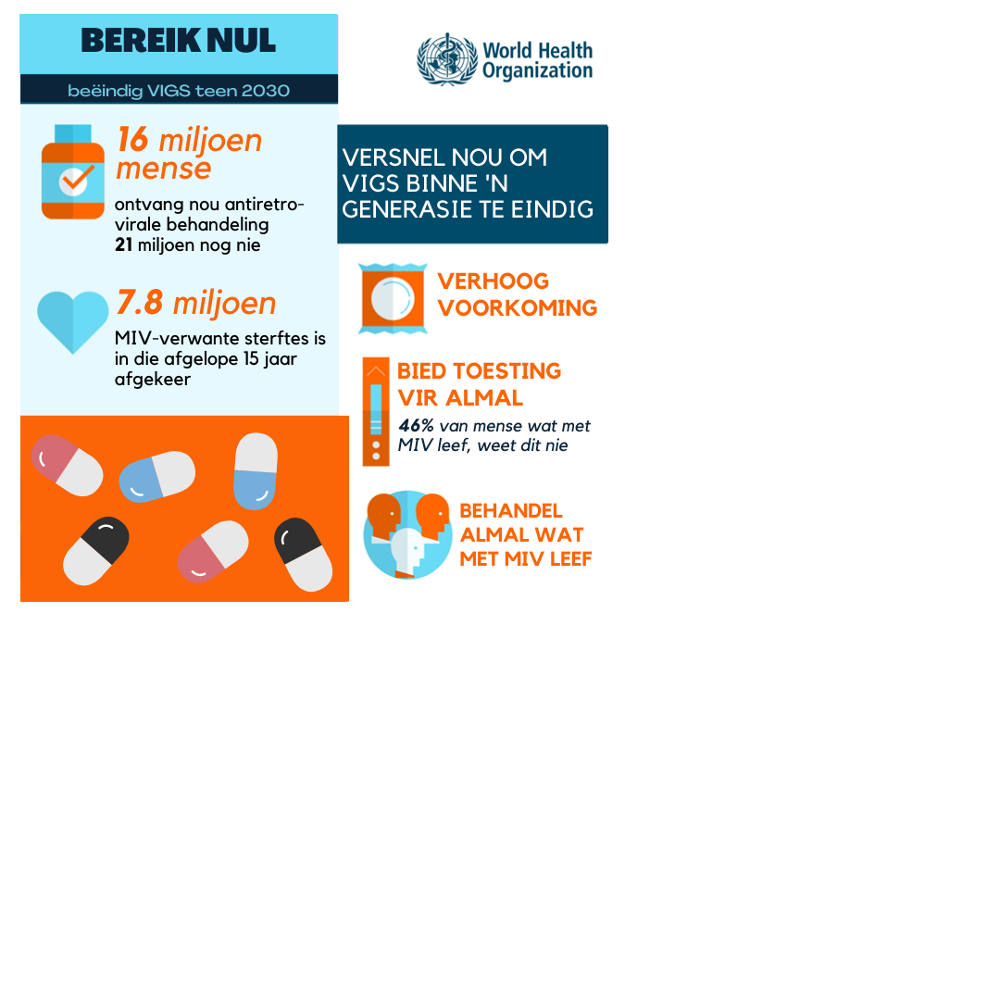 BEREIK NUL
beëindig VIGS teen 2030
16 miljoen
mense
ontvang nou antiretro-
virale behandeling
21 miljoen nog nie
7.8 miljoen
MIV-verwante sterftes is
in die afgelope 15 jaar
afgekeer
World Health
Organization
VERSNEL NOU OM
VIGS BINNE 'N
GENERASIE TE EINDIG
VERHOOG
VOORKOMING
BIED TOESTING
VIR ALMAL
46% van mense wat met
MIV leef, weet dit nie
BEHANDEL
ALMAL WAT
MET MIV LEEF